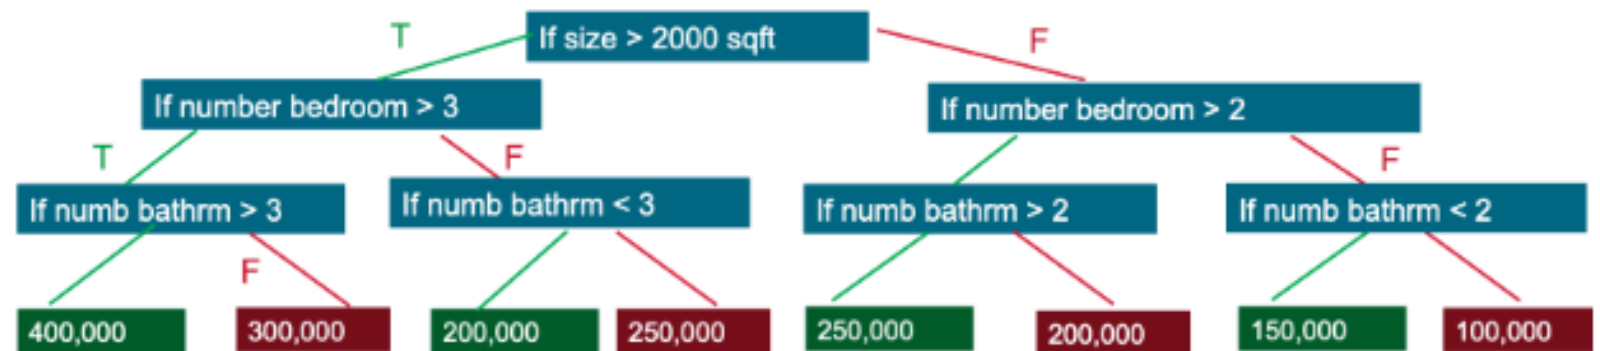 If size > 2000 sqft
T
F
If number bedroom > 3
If number bedroom > 2
T
F
F
If numb bathrm > 3
If numb bathrm < 3
If numb bathrm > 2
If numb bathrm < 2
F
400,000
300,000
200,000
250,000
250,000
200,000
150,000
100,000